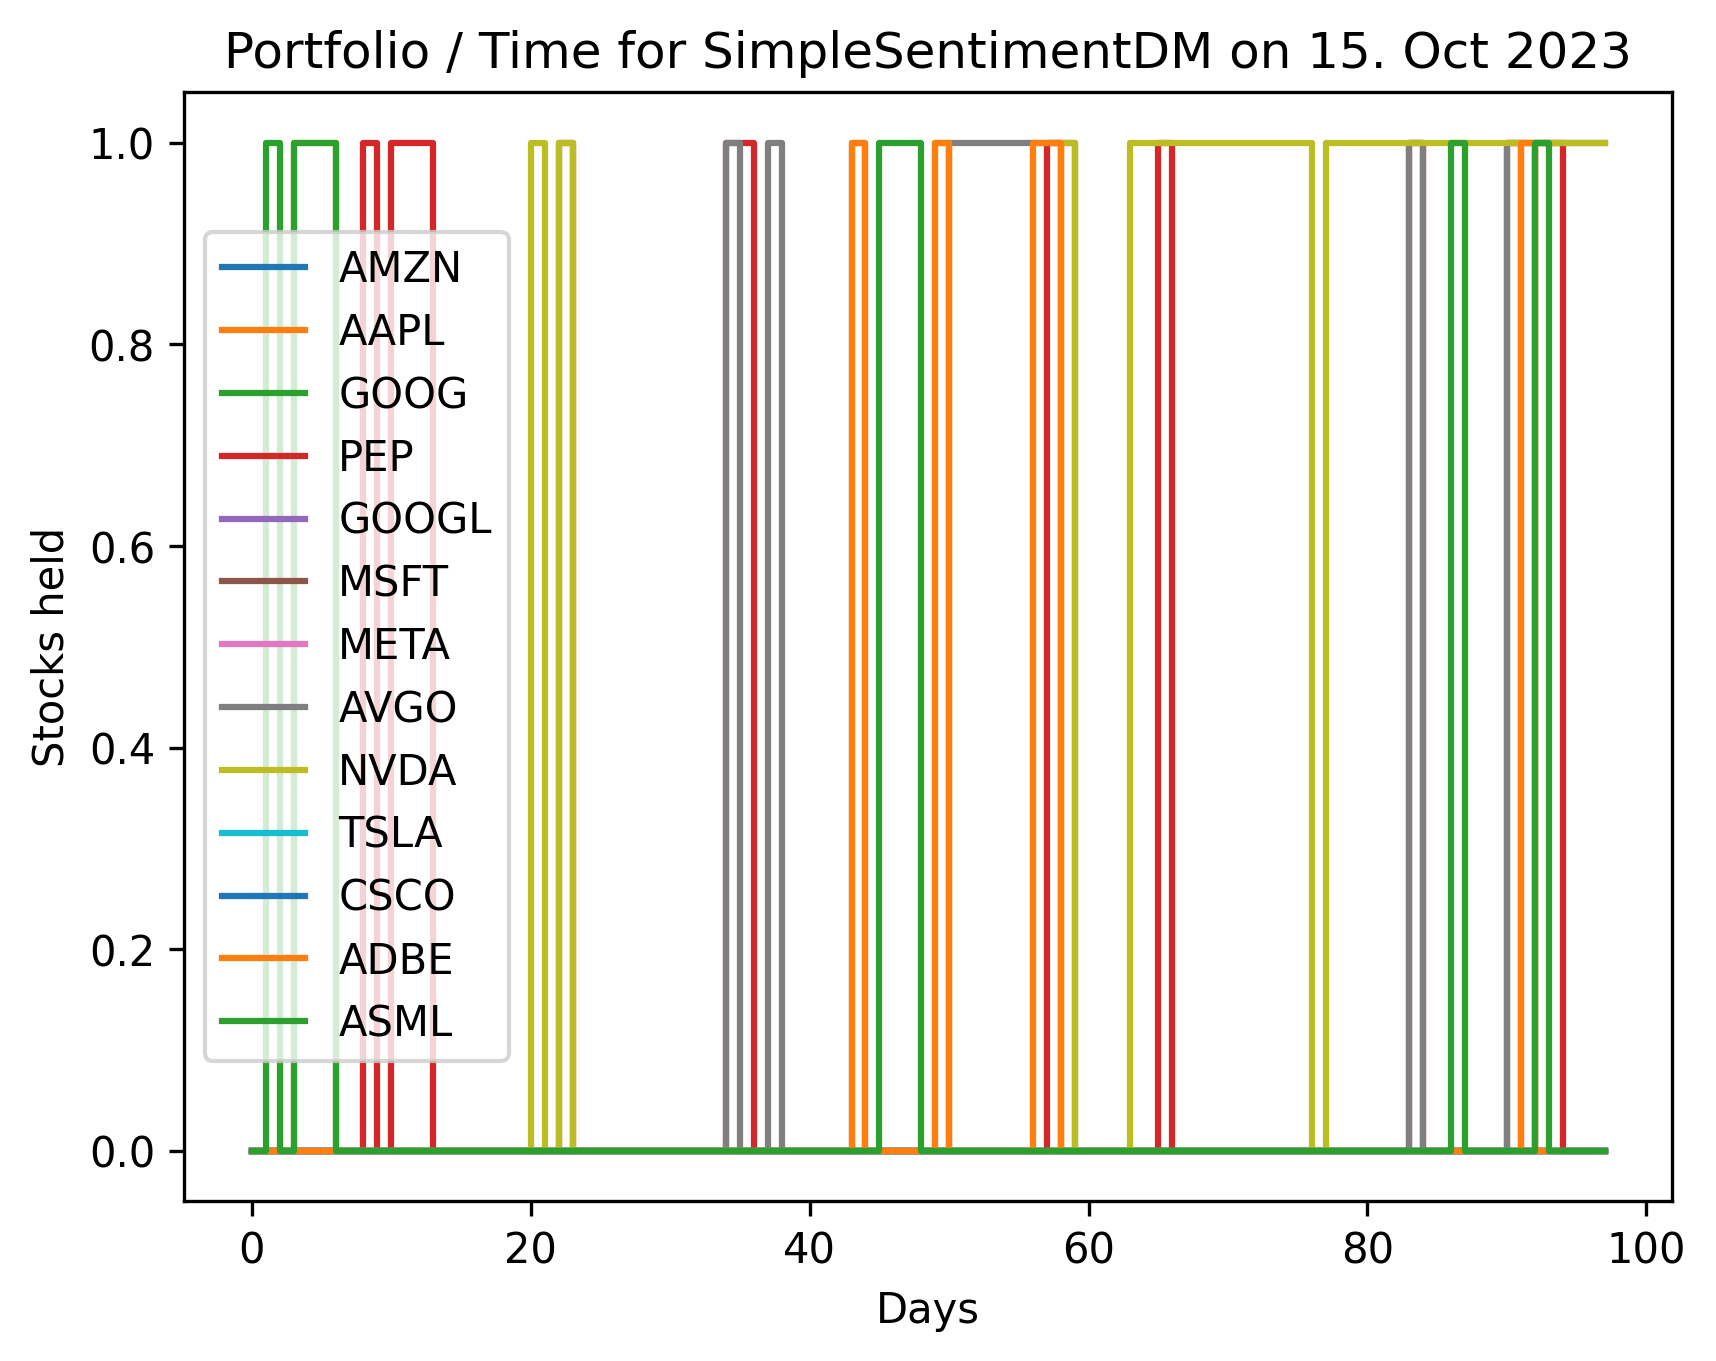 Portfolio / Time for SimpleSentimentDM on 15. Oct 2023
1.0
0.8
0.6
0.4
0.2
0.0
Stocks held
AMZN
AAPL
GOOG
PEP
GOOGL
MSFT
META
AVGO
NVDA
TSLA
CSCO
ADBE
ASML
0 20 40 60 80 100
Days